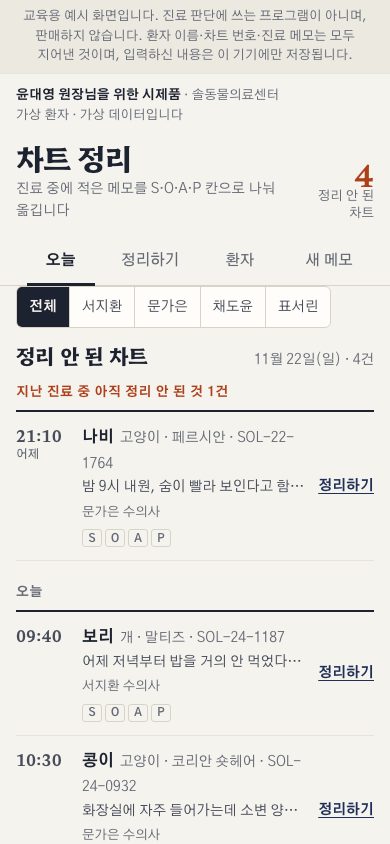 교육용 예시 화면입니다. 진료 판단에 쓰는 프로그램이 아니며,
판매하지 않습니다. 환자 이름·차트 번호·진료 메모는 모두
지어낸 것이며, 입력하신 내용은 이 기기에만 저장됩니다.
윤대영 원장님을 위한 시제품 · 솔동물의료센터
가상 환자 · 가상 데이터입니다
차트 정리
진료 중에 적은 메모를 S·O·A·P 칸으로 나눠
옮깁니다
4
정리 안 된
차트
오늘 정리하기 환자 새 메모
전체 서지환 문가은 채도윤 표서린
정리 안 된 차트 11월 22일(일) · 4건
지난 진료 중 아직 정리 안 된 것 1건
21:10 나비 고양이 · 페르시안 · SOL-22-
어제 1764
밤 9시 내원, 숨이 빨라 보인다고 함… 정리하기
문가은 수의사
S O A P
오늘
09:40 보리 개 · 말티즈 · SOL-24-1187
어제 저녁부터 밥을 거의 안 먹었다… 정리하기
서지환 수의사
S O A P
10:30 콩이 고양이 · 코리안 숏헤어 · SOL-
24-0932
화장실에 자주 들어가는데 소변 양… 정리하기
문가은 수의사